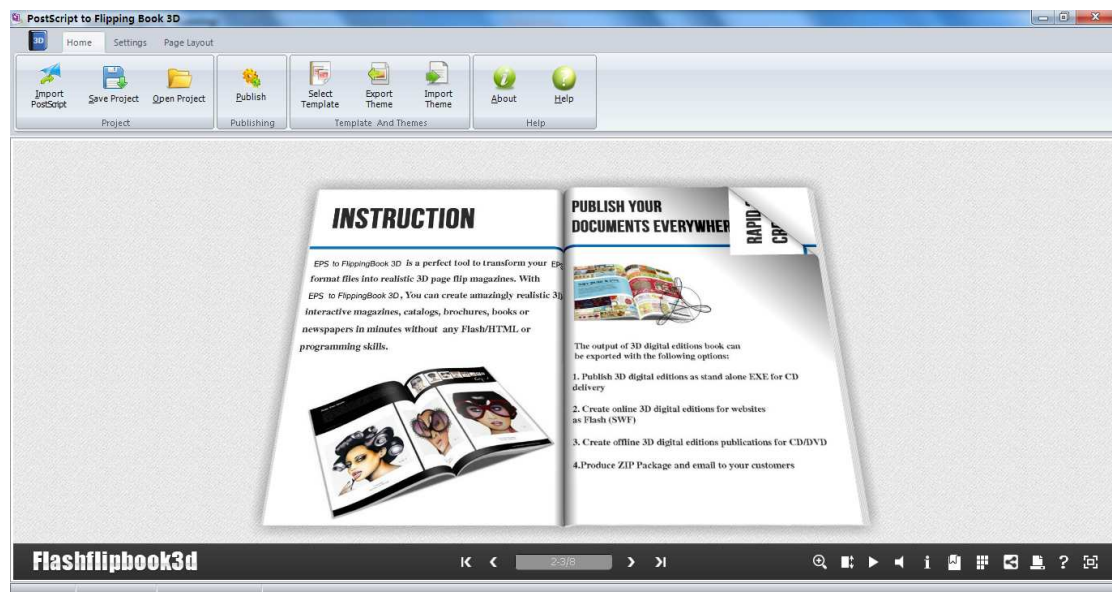 PostScript to Flipping Book 3D
3D
Home Settings Page Layout
Import PostScript
Save Project
Open Project
Publish
Select Template
Export Theme
Import Theme
About
Help
Project
Publishing
Template And Themes
Help
INSTRUCTION
EPS to FlippingBook 3D is a perfect tool to transform your
format files into realistic 3D page flip magazines. With
EPS to FlippingBook 3D, You can create amazingly realistic
interactive magazines, catalogs, brochures, books or
newspapers in minutes without any Flash/HTML or
programming skills.
PUBLISH YOUR
DOCUMENTS EVERYWHER
RAPID
The output of 3D digital editions book can
be exported with the following options:
1. Publish 3D digital editions as stand alone EXE for CD
delivery
2. Create online 3D digital editions for websites
as Flash (SWF)
3. Create offline 3D digital editions publications for CD/DVD
4.Produce ZIP Package and email to your customers
Flashflipbook3d
2-3/8